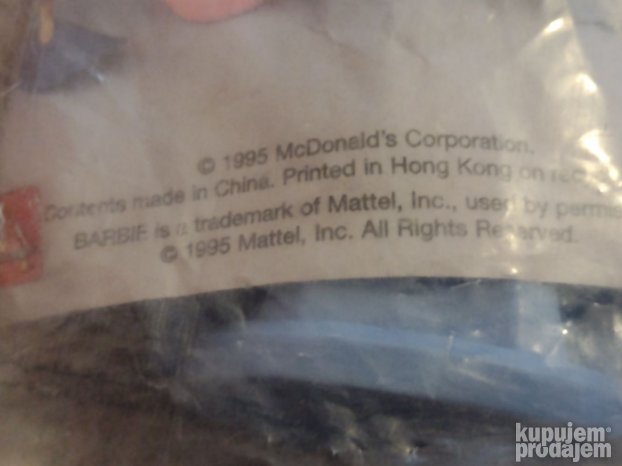 © 1995 McDonald's Corporation.
Contents made in China. Printed in Hong Kong on
BARBIE is a trademark of Mattel, Inc., used by
© 1995 Mattel, Inc. All Rights Reserved.
kupujem
prodajem